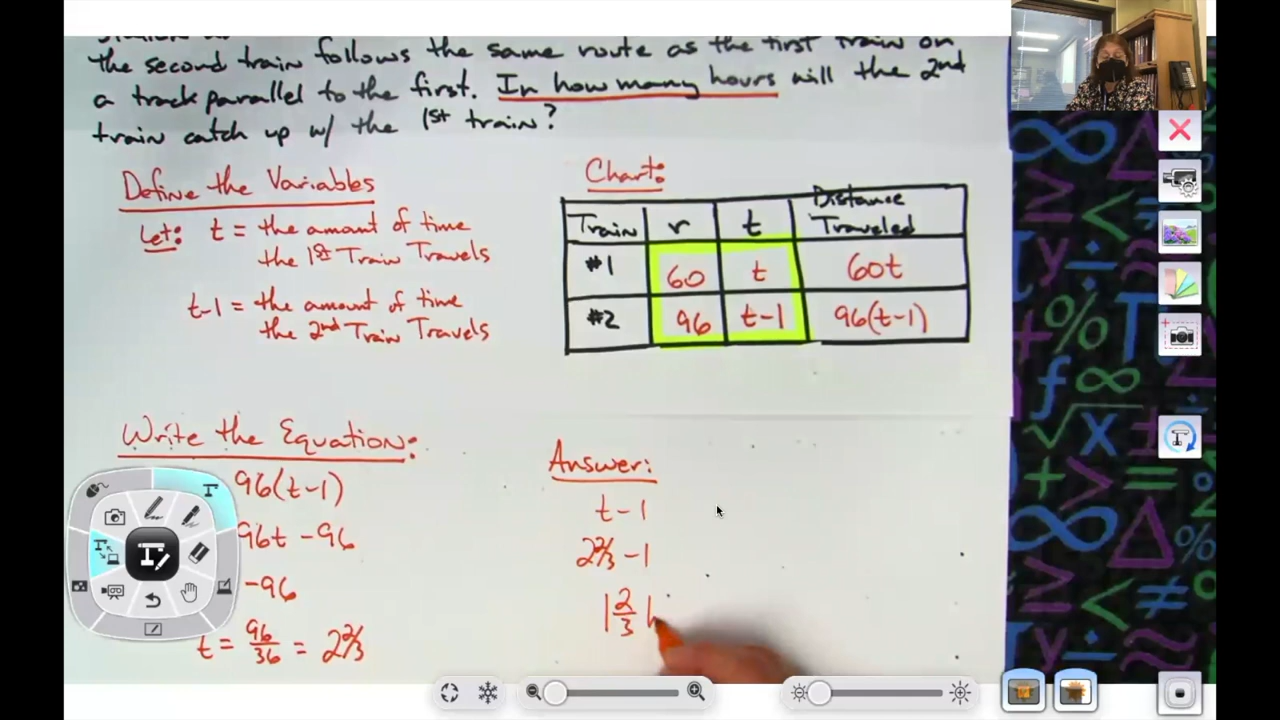 the second train follows the same route as the first train on
a track parallel to the first. In how many hours will the 2nd
train catch up w/ the 1st train?
Define the Variables
Let: t = the amount of time
the 1st Train Travels
t-1 = the amount of time
the 2nd Train Travels
Chart:
Train r t Distance Traveled
#1 60 t 60t
#2 96 t-1 96(t-1)
Write the Equation:
96(t-1)
96t - 96
-96
t = 96/36 = 2 2/3
Answer:
t - 1
2 2/3 - 1
1 2/3 h